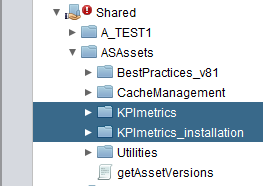 Shared
A_TEST1
ASAssets
BestPractices_v81
CacheManagement
KPImetrics
KPImetrics_installation
Utilities
getAssetVersions